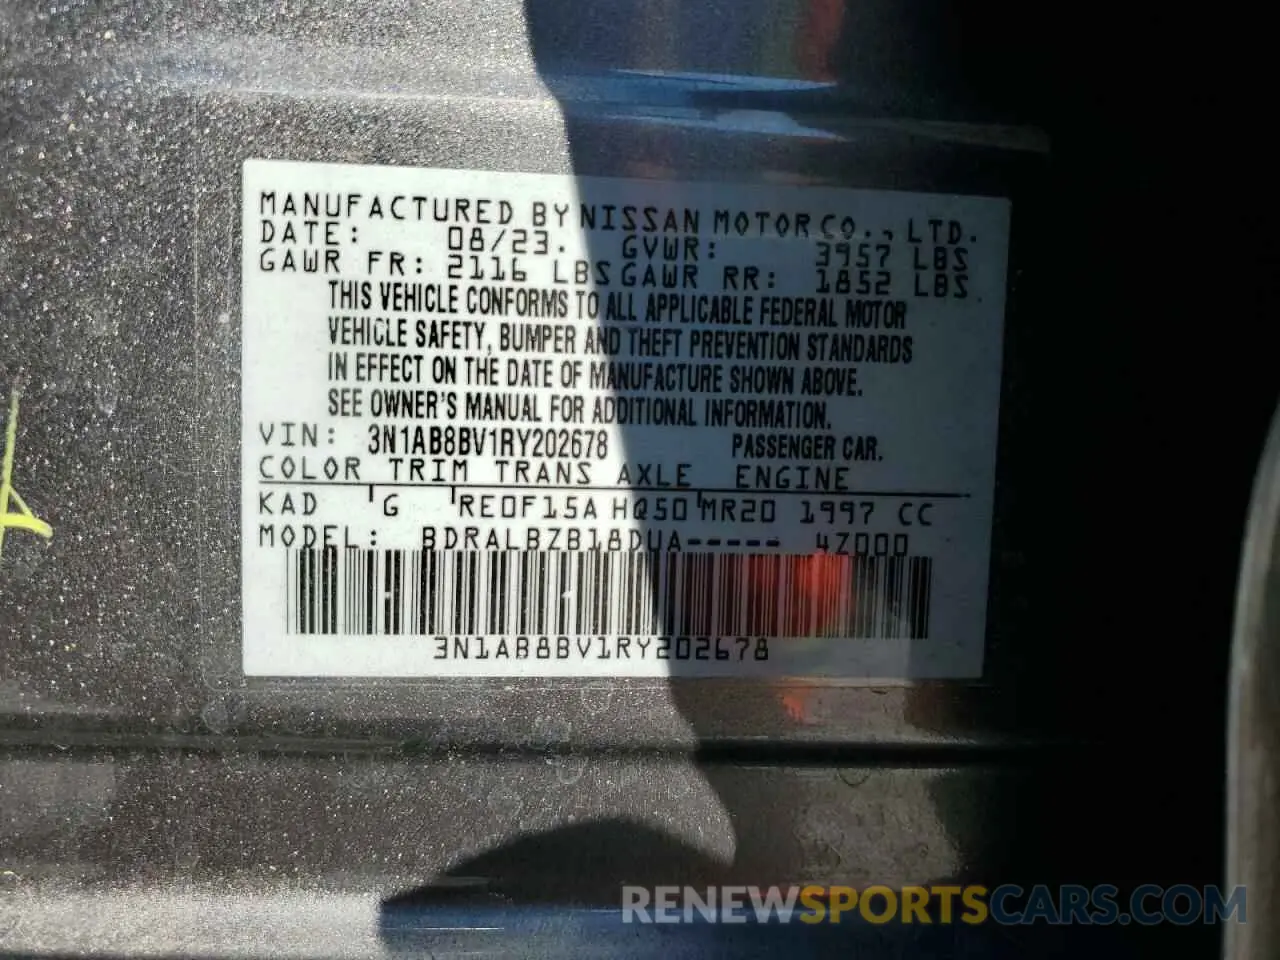 MANUFACTURED BY NISSAN MOTOR CO., LTD.
DATE: 08/23. GVWR: 3957 LBS
GAWR FR: 2116 LBS GAWR RR: 1852 LBS
THIS VEHICLE CONFORMS TO ALL APPLICABLE FEDERAL MOTOR
VEHICLE SAFETY, BUMPER AND THEFT PREVENTION STANDARDS
IN EFFECT ON THE DATE OF MANUFACTURE SHOWN ABOVE.
SEE OWNER'S MANUAL FOR ADDITIONAL INFORMATION.
VIN: 3N1AB8BV1RY202678 PASSENGER CAR.
COLOR TRIM TRANS AXLE ENGINE
KAD G RE0F15A HQ50 MR20 1997 CC
MODEL: BDRALBZB18DUA----- 4Z000
3N1AB8BV1RY202678
RENEWSPORTSCARS.COM